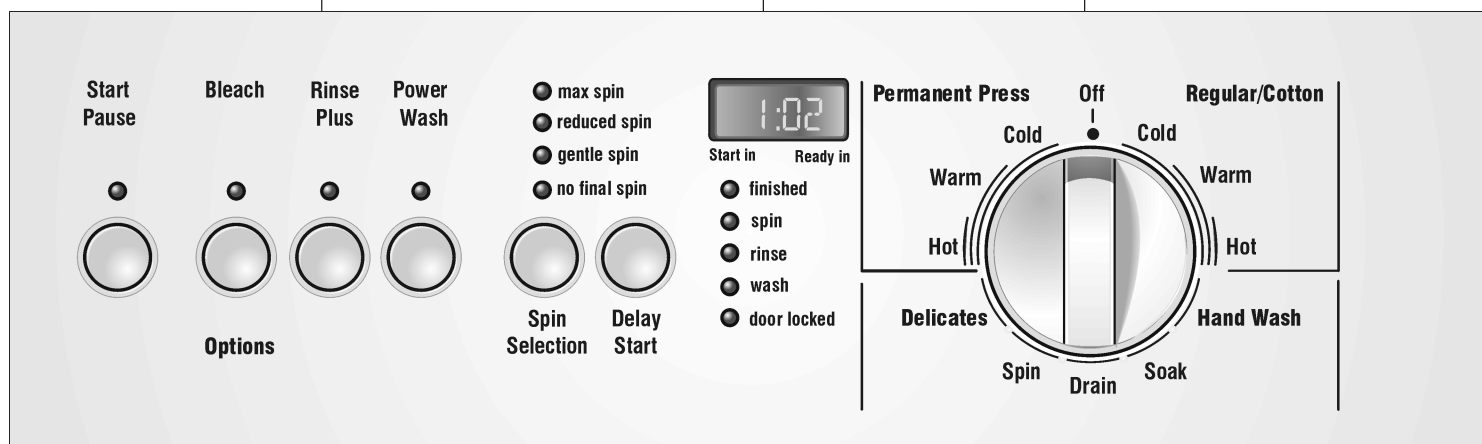 Start
Pause
Bleach
Rinse
Plus
Power
Wash
Options
max spin
reduced spin
gentle spin
no final spin
Spin
Selection
Delay
Start
1:02
Start in
Ready in
finished
spin
rinse
wash
door locked
Permanent Press
Off
Regular/Cotton
Cold
Cold
Warm
Warm
Hot
Hot
Delicates
Hand Wash
Spin
Drain
Soak